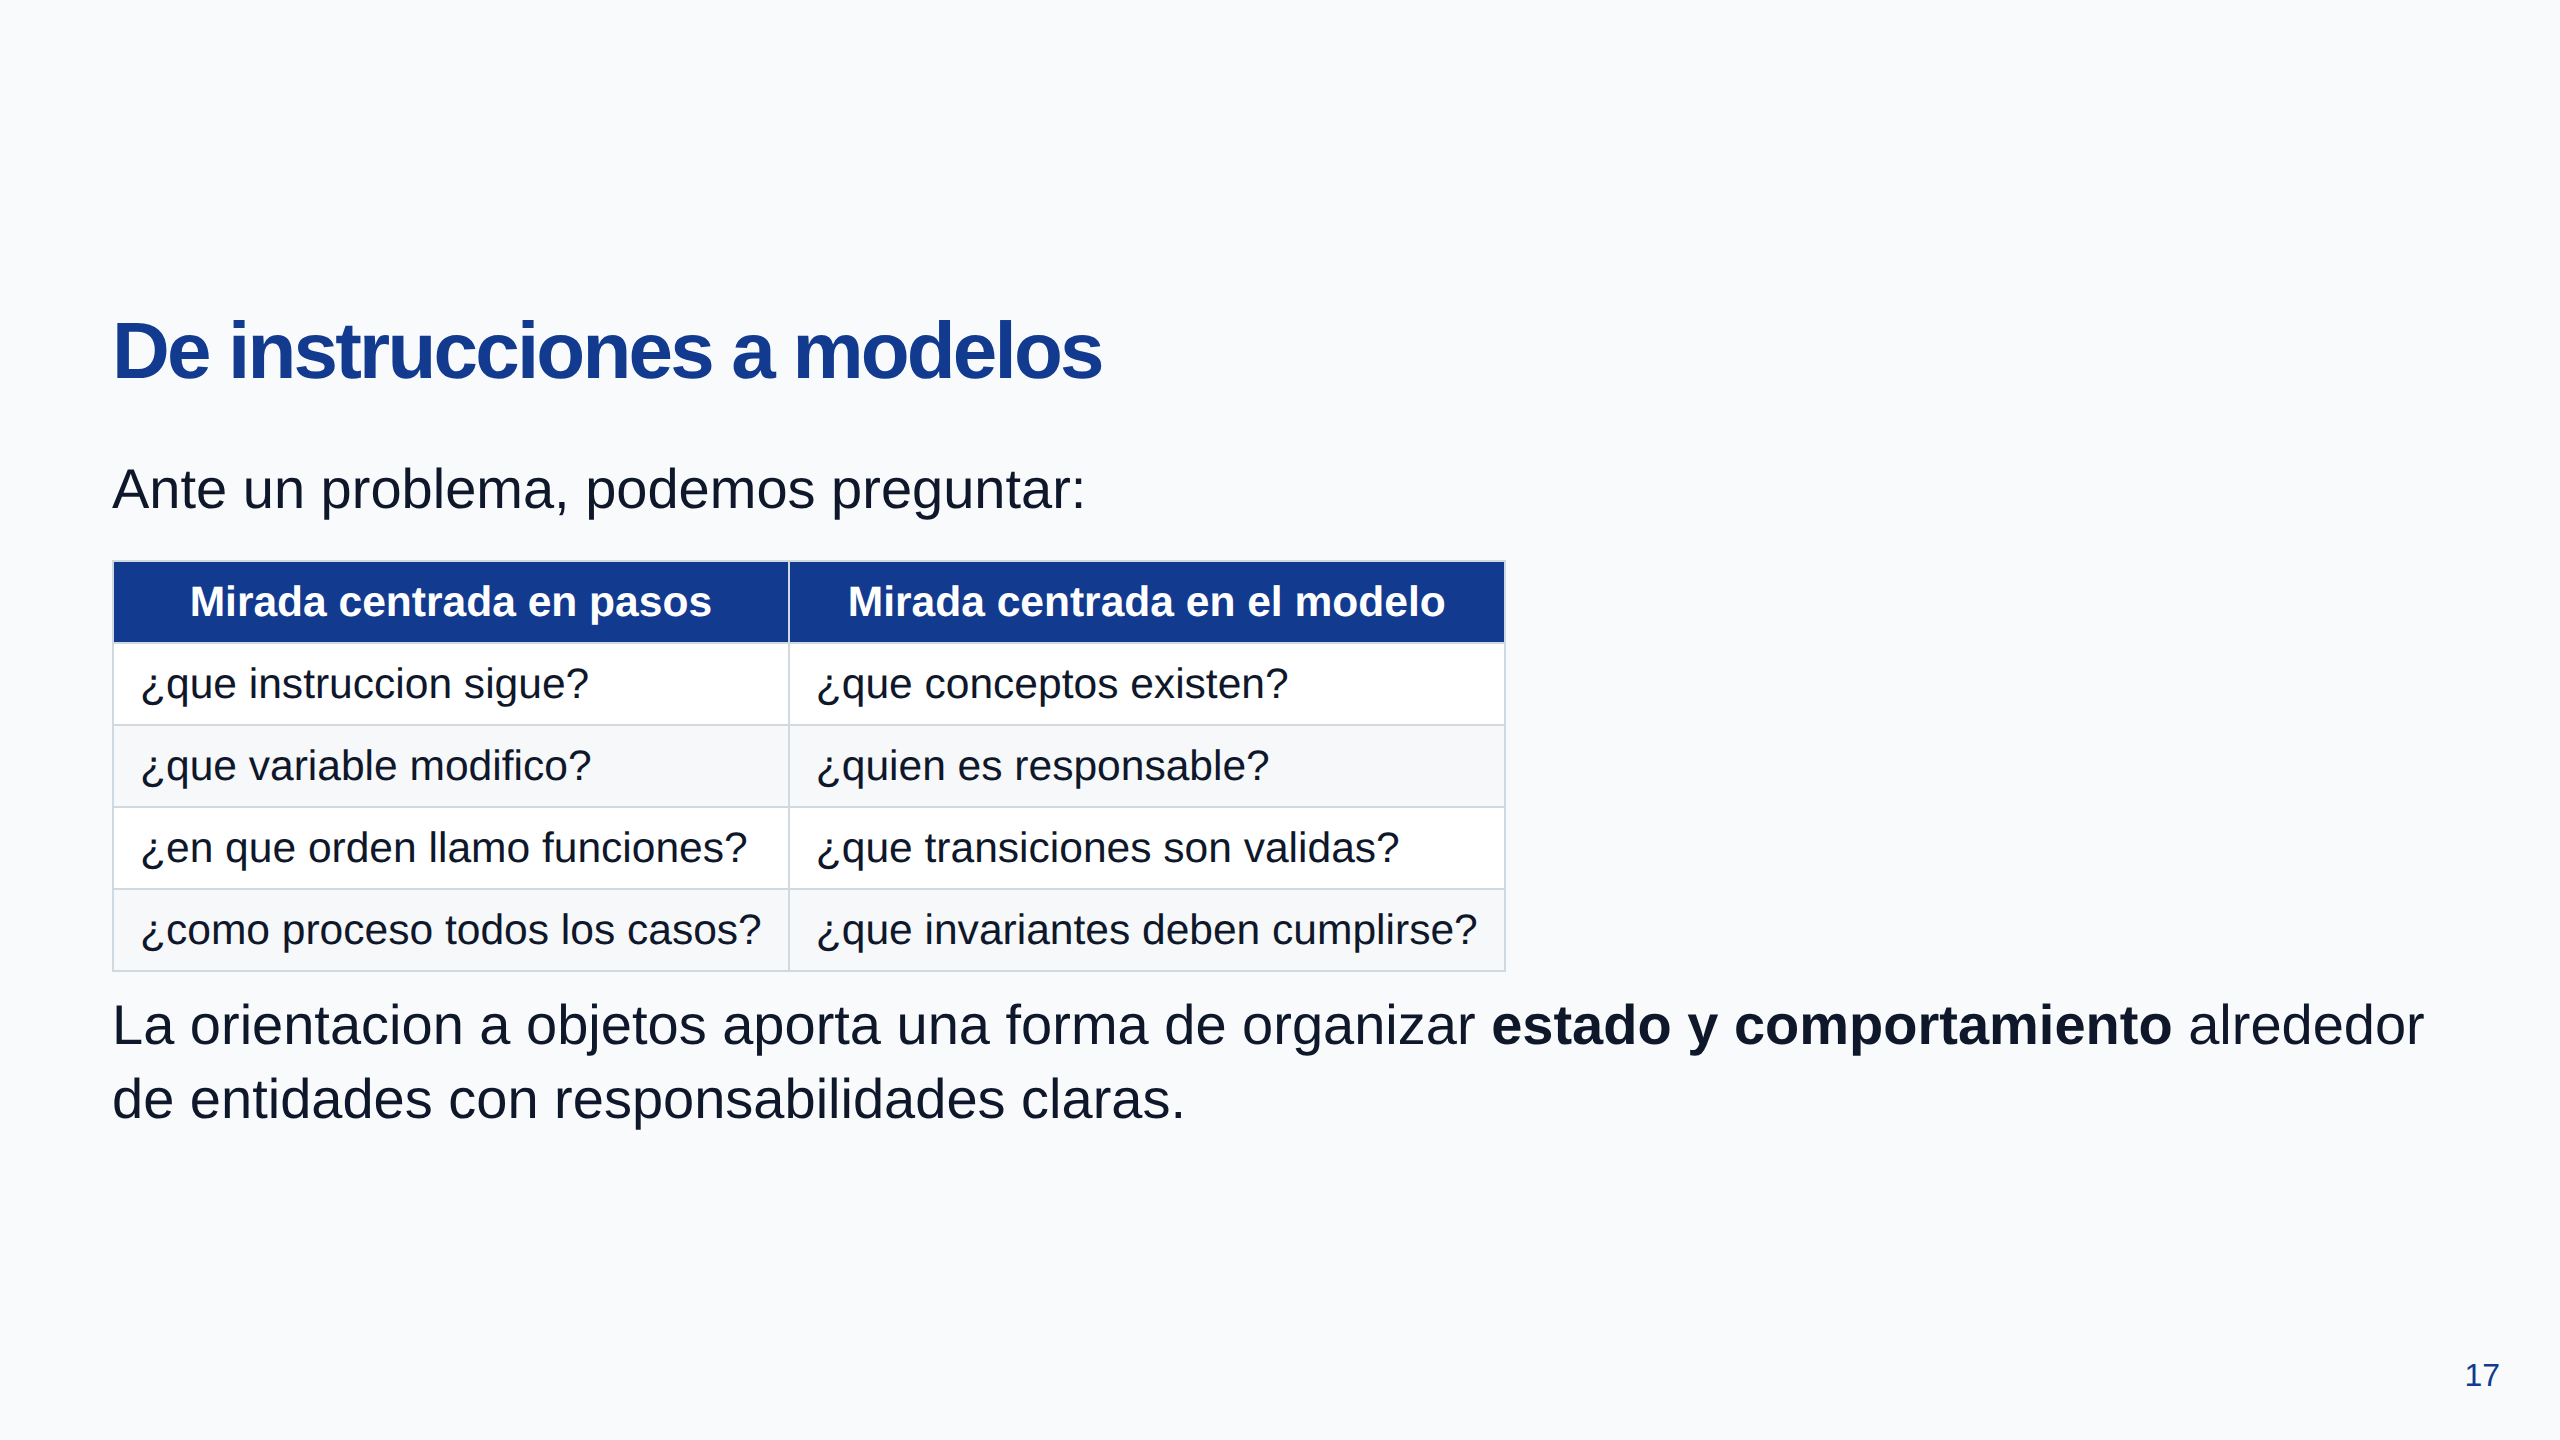 De instrucciones a modelos
Ante un problema, podemos preguntar:
Mirada centrada en pasos Mirada centrada en el modelo
¿que instruccion sigue? ¿que conceptos existen?
¿que variable modifico? ¿quien es responsable?
¿en que orden llamo funciones? ¿que transiciones son validas?
¿como proceso todos los casos? ¿que invariantes deben cumplirse?
La orientacion a objetos aporta una forma de organizar estado y comportamiento alrededor
de entidades con responsabilidades claras.
17